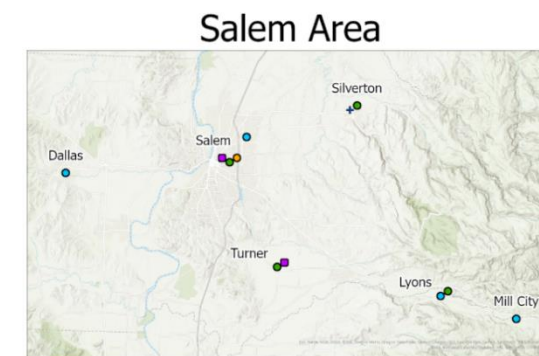 Salem Area
Silverton
Salem
Dallas
Turner
Lyons
Mill City